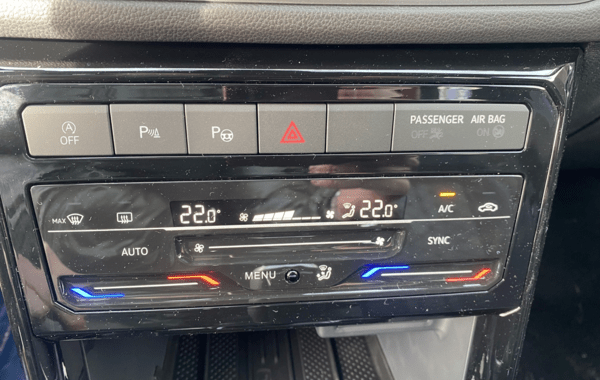 A OFF
P
P
PASSENGER AIR BAG
OFF ON
MAX
22.0°
22.0°
A/C
AUTO
SYNC
MENU